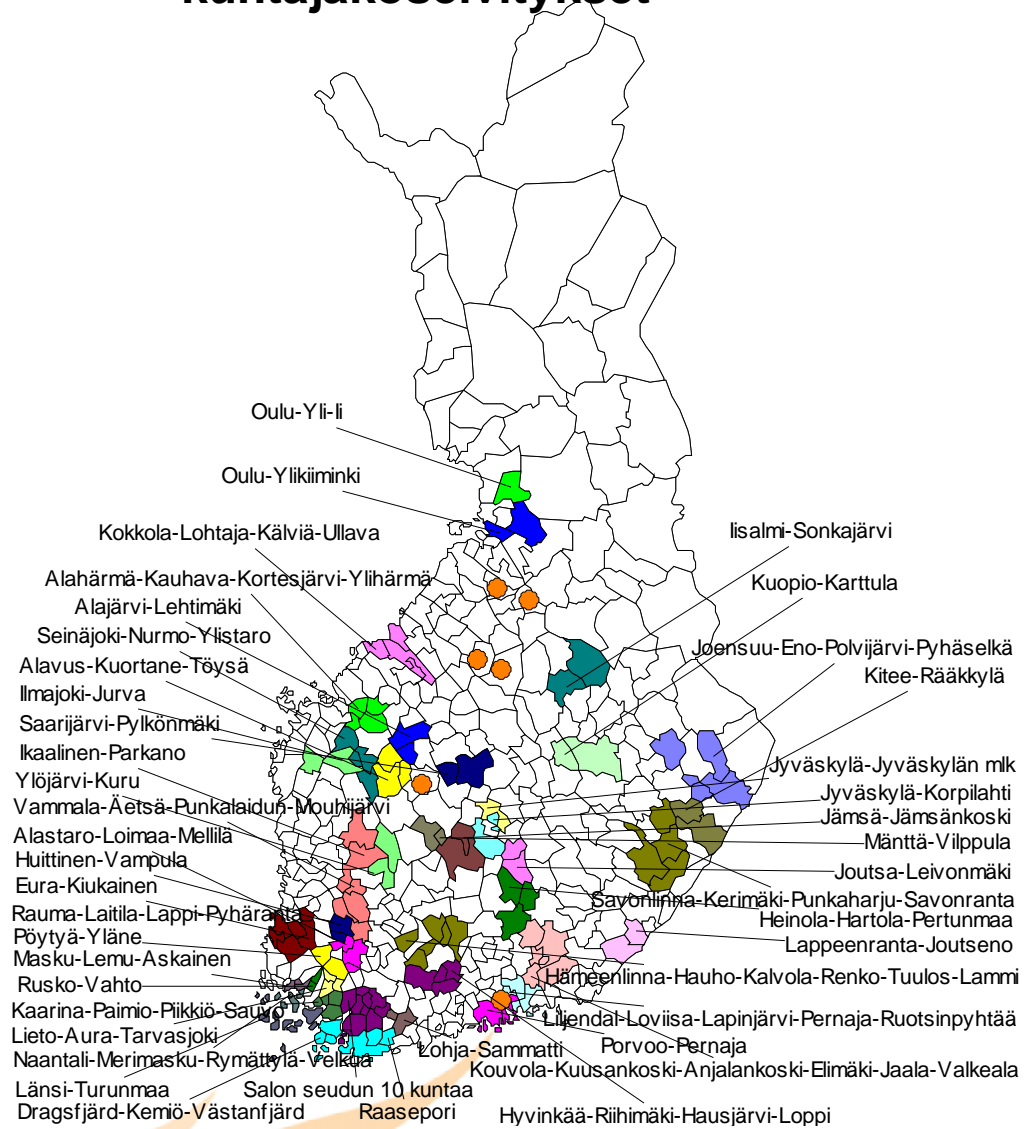 kuntajakoselvitykset
Oulu-Yli-Ii
Oulu-Ylikiiminki
Kokkola-Lohtaja-Kälviä-Ullava
Iisalmi-Sonkajärvi
Alahärmä-Kauhava-Kortesjärvi-Ylihärmä
Kuopio-Karttula
Alajärvi-Lehtimäki
Seinäjoki-Nurmo-Ylistaro
Joensuu-Eno-Polvijärvi-Pyhäselkä
Alavus-Kuortane-Töysä
Kitee-Rääkkylä
Ilmajoki-Jurva
Saarijärvi-Pylkönmäki
Ikaalinen-Parkano
Jyväskylä-Jyväskylän mlk
Ylöjärvi-Kuru
Jyväskylä-Korpilahti
Vammala-Äetsä-Punkalaidun-Mouhijärvi
Jämsä-Jämsänkoski
Alastaro-Loimaa-Mellilä
Mänttä-Vilppula
Huittinen-Vampula
Joutsa-Leivonmäki
Eura-Kiukainen
Savonlinna-Kerimäki-Punkaharju-Savonranta
Rauma-Laitila-Lappi-Pyhäranta
Heinola-Hartola-Pertunmaa
Pöytyä-Yläne
Lappeenranta-Joutseno
Masku-Lemu-Askainen
Hämeenlinna-Hauho-Kalvola-Renko-Tuulos-Lammi
Rusko-Vahto
Kaarina-Paimio-Piikkiö-Sauvo
Liljendal-Loviisa-Lapinjärvi-Pernaja-Ruotsinpyhtää
Lieto-Aura-Tarvasjoki
Porvoo-Pernaja
Naantali-Merimasku-Rymättylä-Velkua
Lohja-Sammatti
Kouvola-Kuusankoski-Anjalankoski-Elimäki-Jaala-Valkeala
Länsi-Turunmaa
Salon seudun 10 kuntaa
Dragsfjärd-Kemiö-Västanfjärd
Raasepori
Hyvinkää-Riihimäki-Hausjärvi-Loppi